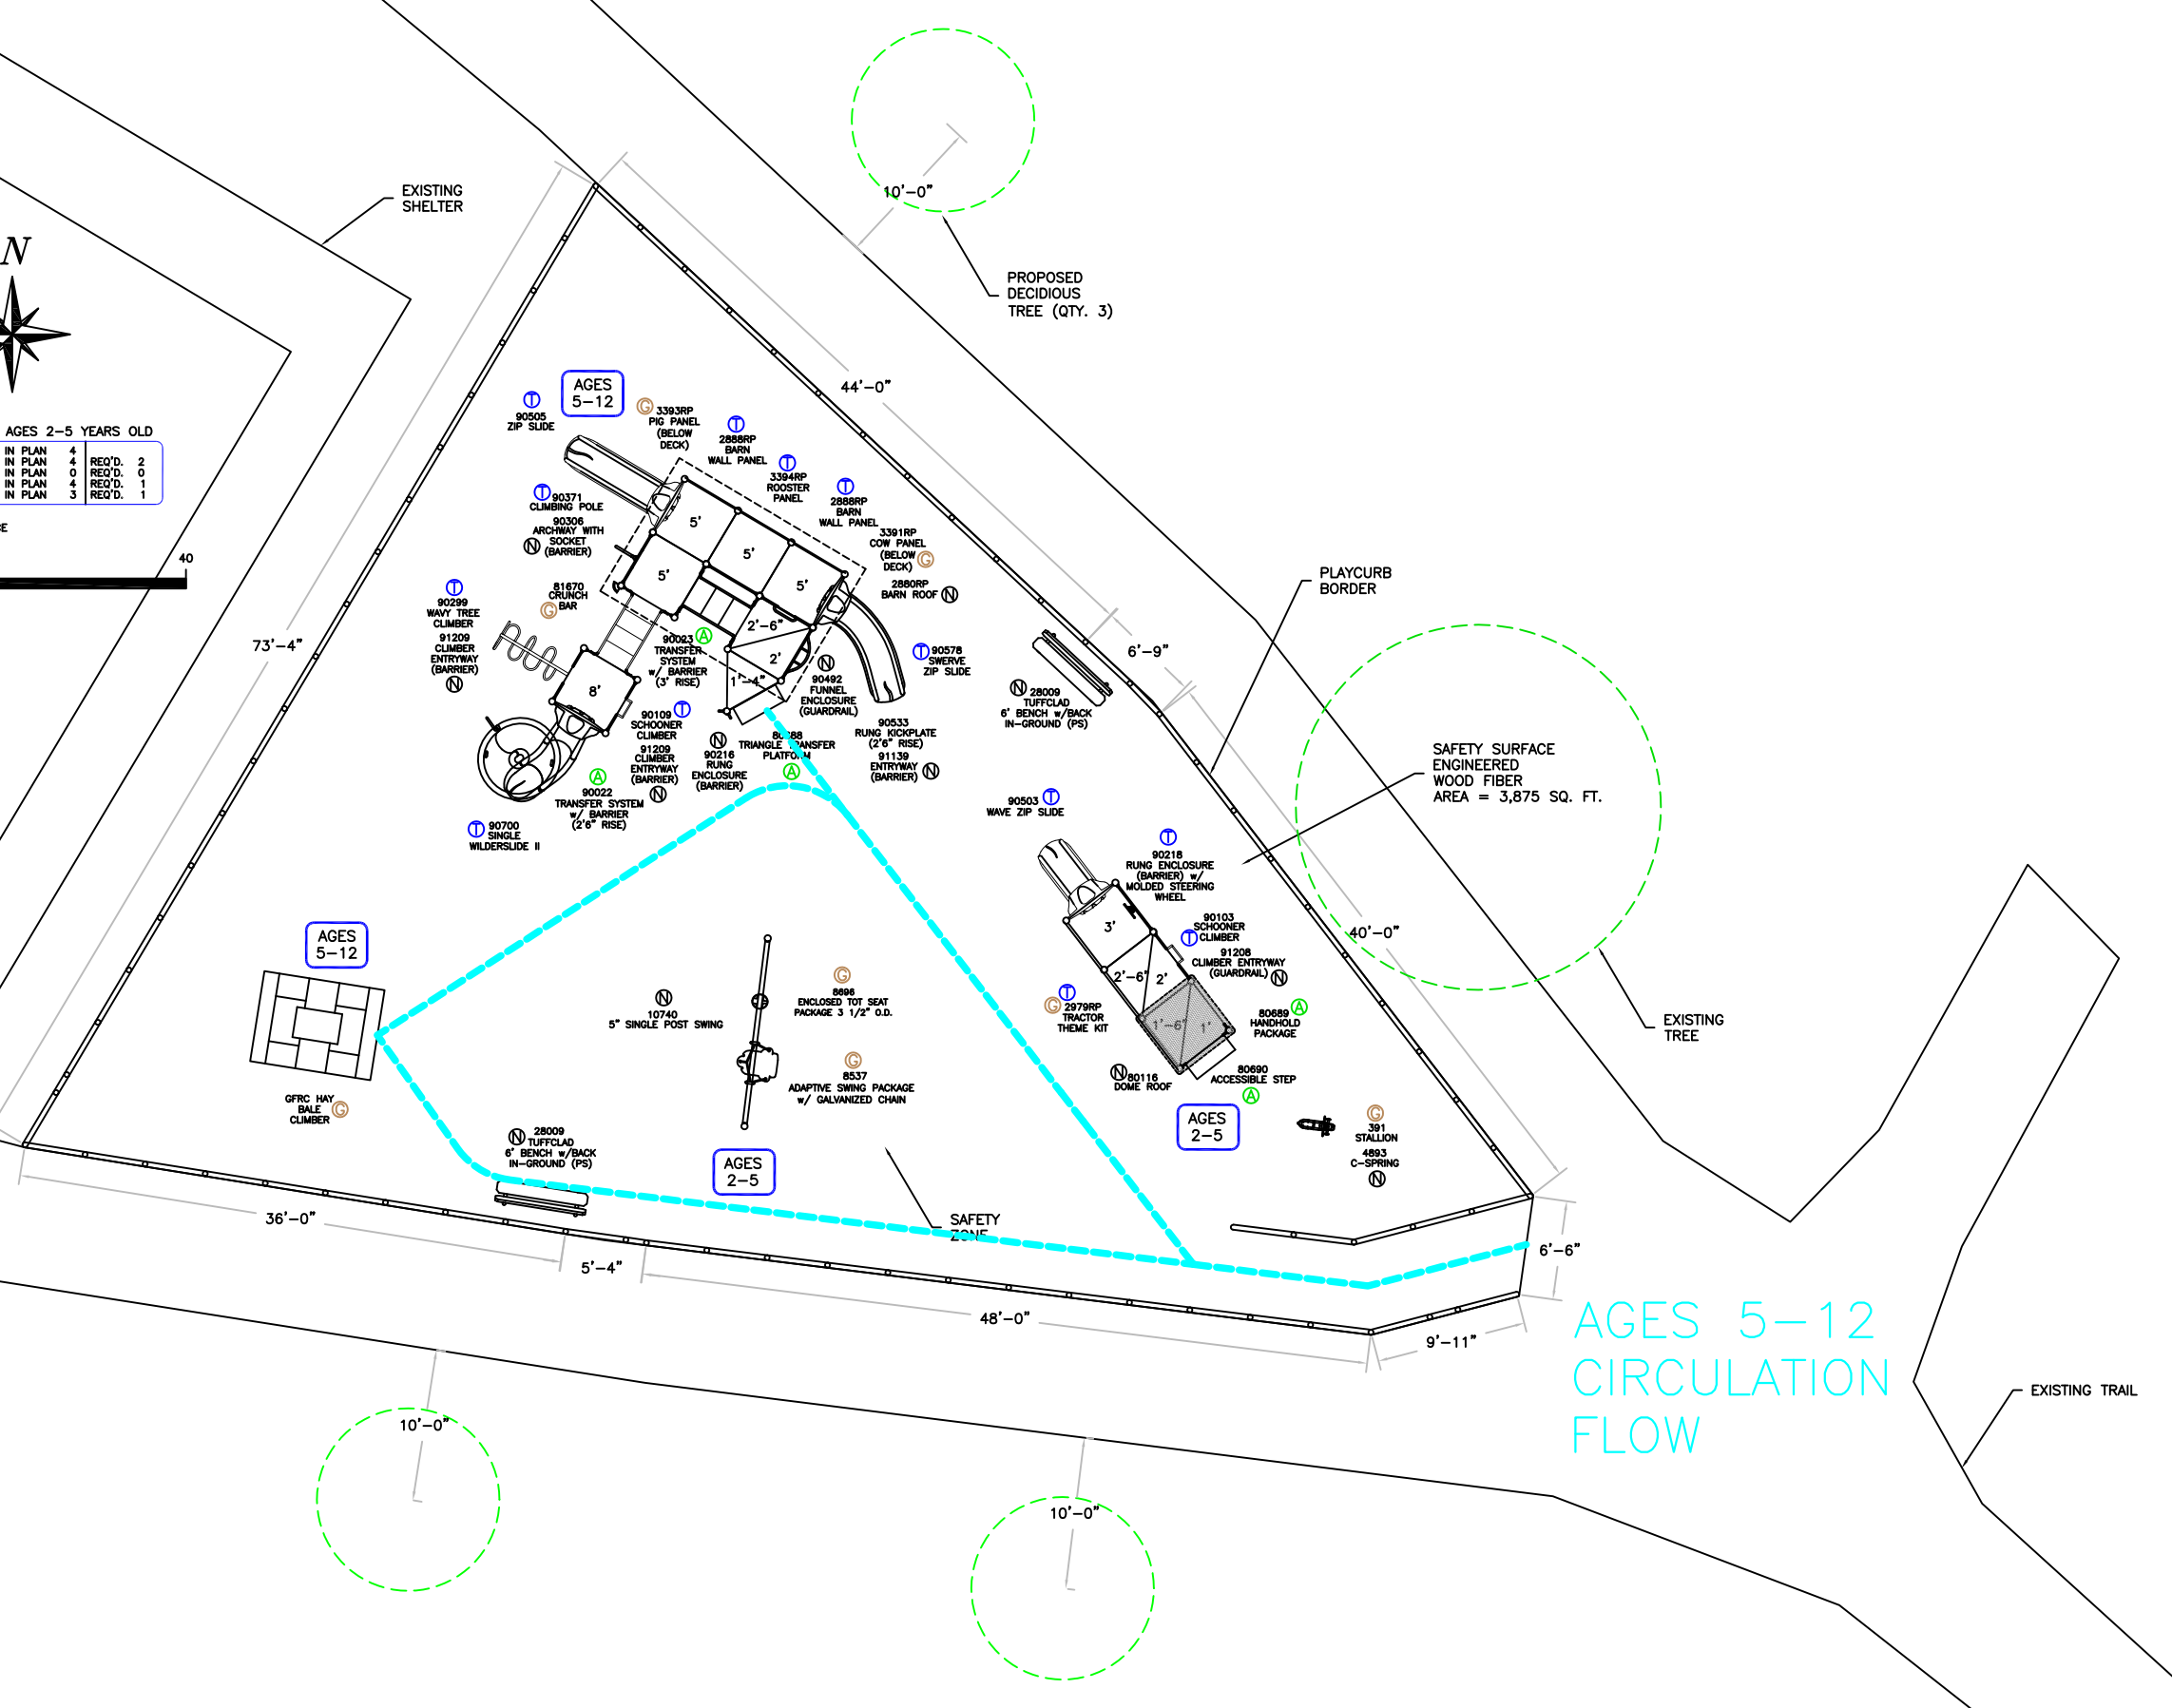 EXISTING
SHELTER
N
10'-0"
PROPOSED
DECIDIOUS
TREE (QTY. 3)
AGES 2-5 YEARS OLD
IN PLAN 4
IN PLAN 4 REQ'D. 2
IN PLAN 0 REQ'D. 0
IN PLAN 4 REQ'D. 1
IN PLAN 3 REQ'D. 1
40
73'-4"
44'-0"
6'-9"
40'-0"
6'-6"
9'-11"
48'-0"
5'-4"
36'-0"
AGES
5-12
T
90505
ZIP SLIDE
G
3393RP
PIG PANEL
(BELOW
DECK)
T
2888RP
BARN
WALL PANEL
T
3394RP
ROOSTER
PANEL
T
2888RP
BARN
WALL PANEL
3391RP
COW PANEL
(BELOW
DECK) G
2880RP
BARN ROOF N
T 90371
CLIMBING POLE
90306
ARCHWAY WITH
SOCKET
N (BARRIER)
81670
CRUNCH
G BAR
T
90299
WAVY TREE
CLIMBER
91209
CLIMBER
ENTRYWAY
(BARRIER)
N
5'
5'
5'
5'
2'-6"
2'
1'-4"
8'
90023 A
TRANSFER
SYSTEM
w/ BARRIER
(3' RISE)
N
90492
FUNNEL
ENCLOSURE
(GUARDRAIL)
T 90578
SWERVE
ZIP SLIDE
90109 T
SCHOONER
CLIMBER
91209
CLIMBER
ENTRYWAY
(BARRIER)
N
N
90216
RUNG
ENCLOSURE
(BARRIER)
TRIANGLE TRANSFER
PLATFORM
A
90533
RUNG KICKPLATE
(2'6" RISE)
91139
ENTRYWAY N
(BARRIER)
A
90022
TRANSFER SYSTEM
w/ BARRIER
(2'6" RISE)
T 90700
SINGLE
WILDERSLIDE II
N 28009
TUFFCLAD
6' BENCH w/BACK
IN-GROUND (PS)
PLAYCURB
BORDER
SAFETY SURFACE
ENGINEERED
WOOD FIBER
AREA = 3,875 SQ. FT.
90503 T
WAVE ZIP SLIDE
T
90218
RUNG ENCLOSURE
(BARRIER) w/
MOLDED STEERING
WHEEL
90103
SCHOONER
T CLIMBER
91208
CLIMBER ENTRYWAY
(GUARDRAIL) N
3'
2'-6"
2'
1'-6"
1'
T
G 2979RP
TRACTOR
THEME KIT
80689 A
HANDHOLD
PACKAGE
N 80116
DOME ROOF
80690
ACCESSIBLE STEP
A
AGES
2-5
G
391
STALLION
4893
C-SPRING
N
EXISTING
TREE
AGES
5-12
GFRC HAY
BALE G
CLIMBER
N
10740
5" SINGLE POST SWING
G
8696
ENCLOSED TOT SEAT
PACKAGE 3 1/2" O.D.
G
8537
ADAPTIVE SWING PACKAGE
w/ GALVANIZED CHAIN
N 28009
TUFFCLAD
6' BENCH w/BACK
IN-GROUND (PS)
AGES
2-5
SAFETY
ZONE
AGES 5-12
CIRCULATION
FLOW
EXISTING TRAIL
10'-0"
10'-0"